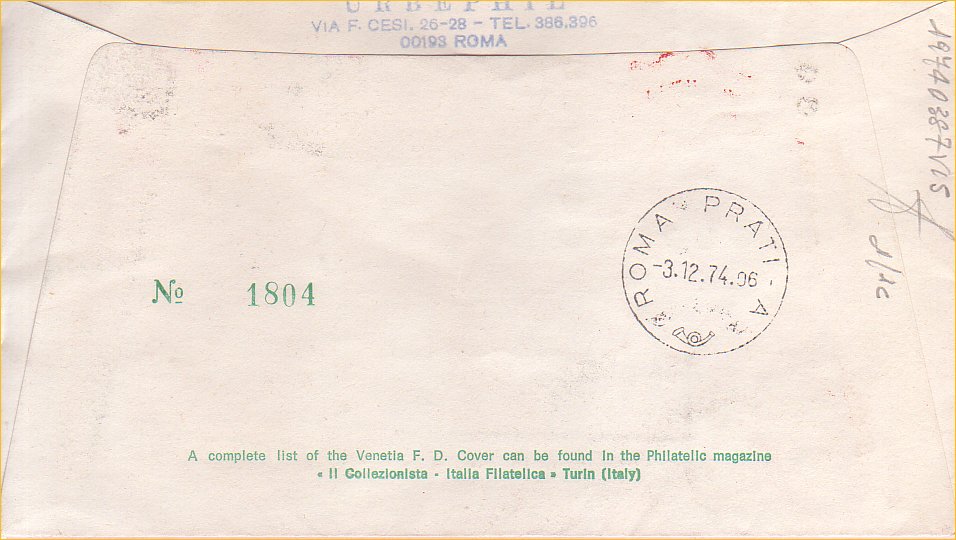 URBEPHIL
VIA F. CESI. 26-28 - TEL. 386.396
00193 ROMA
ROMA PRATI · A
-3.12.74.06
No 1804
A complete list of the Venetia F. D. Cover can be found in the Philatelic magazine
« Il Collezionista - Italia Filatelica » Turin (Italy)